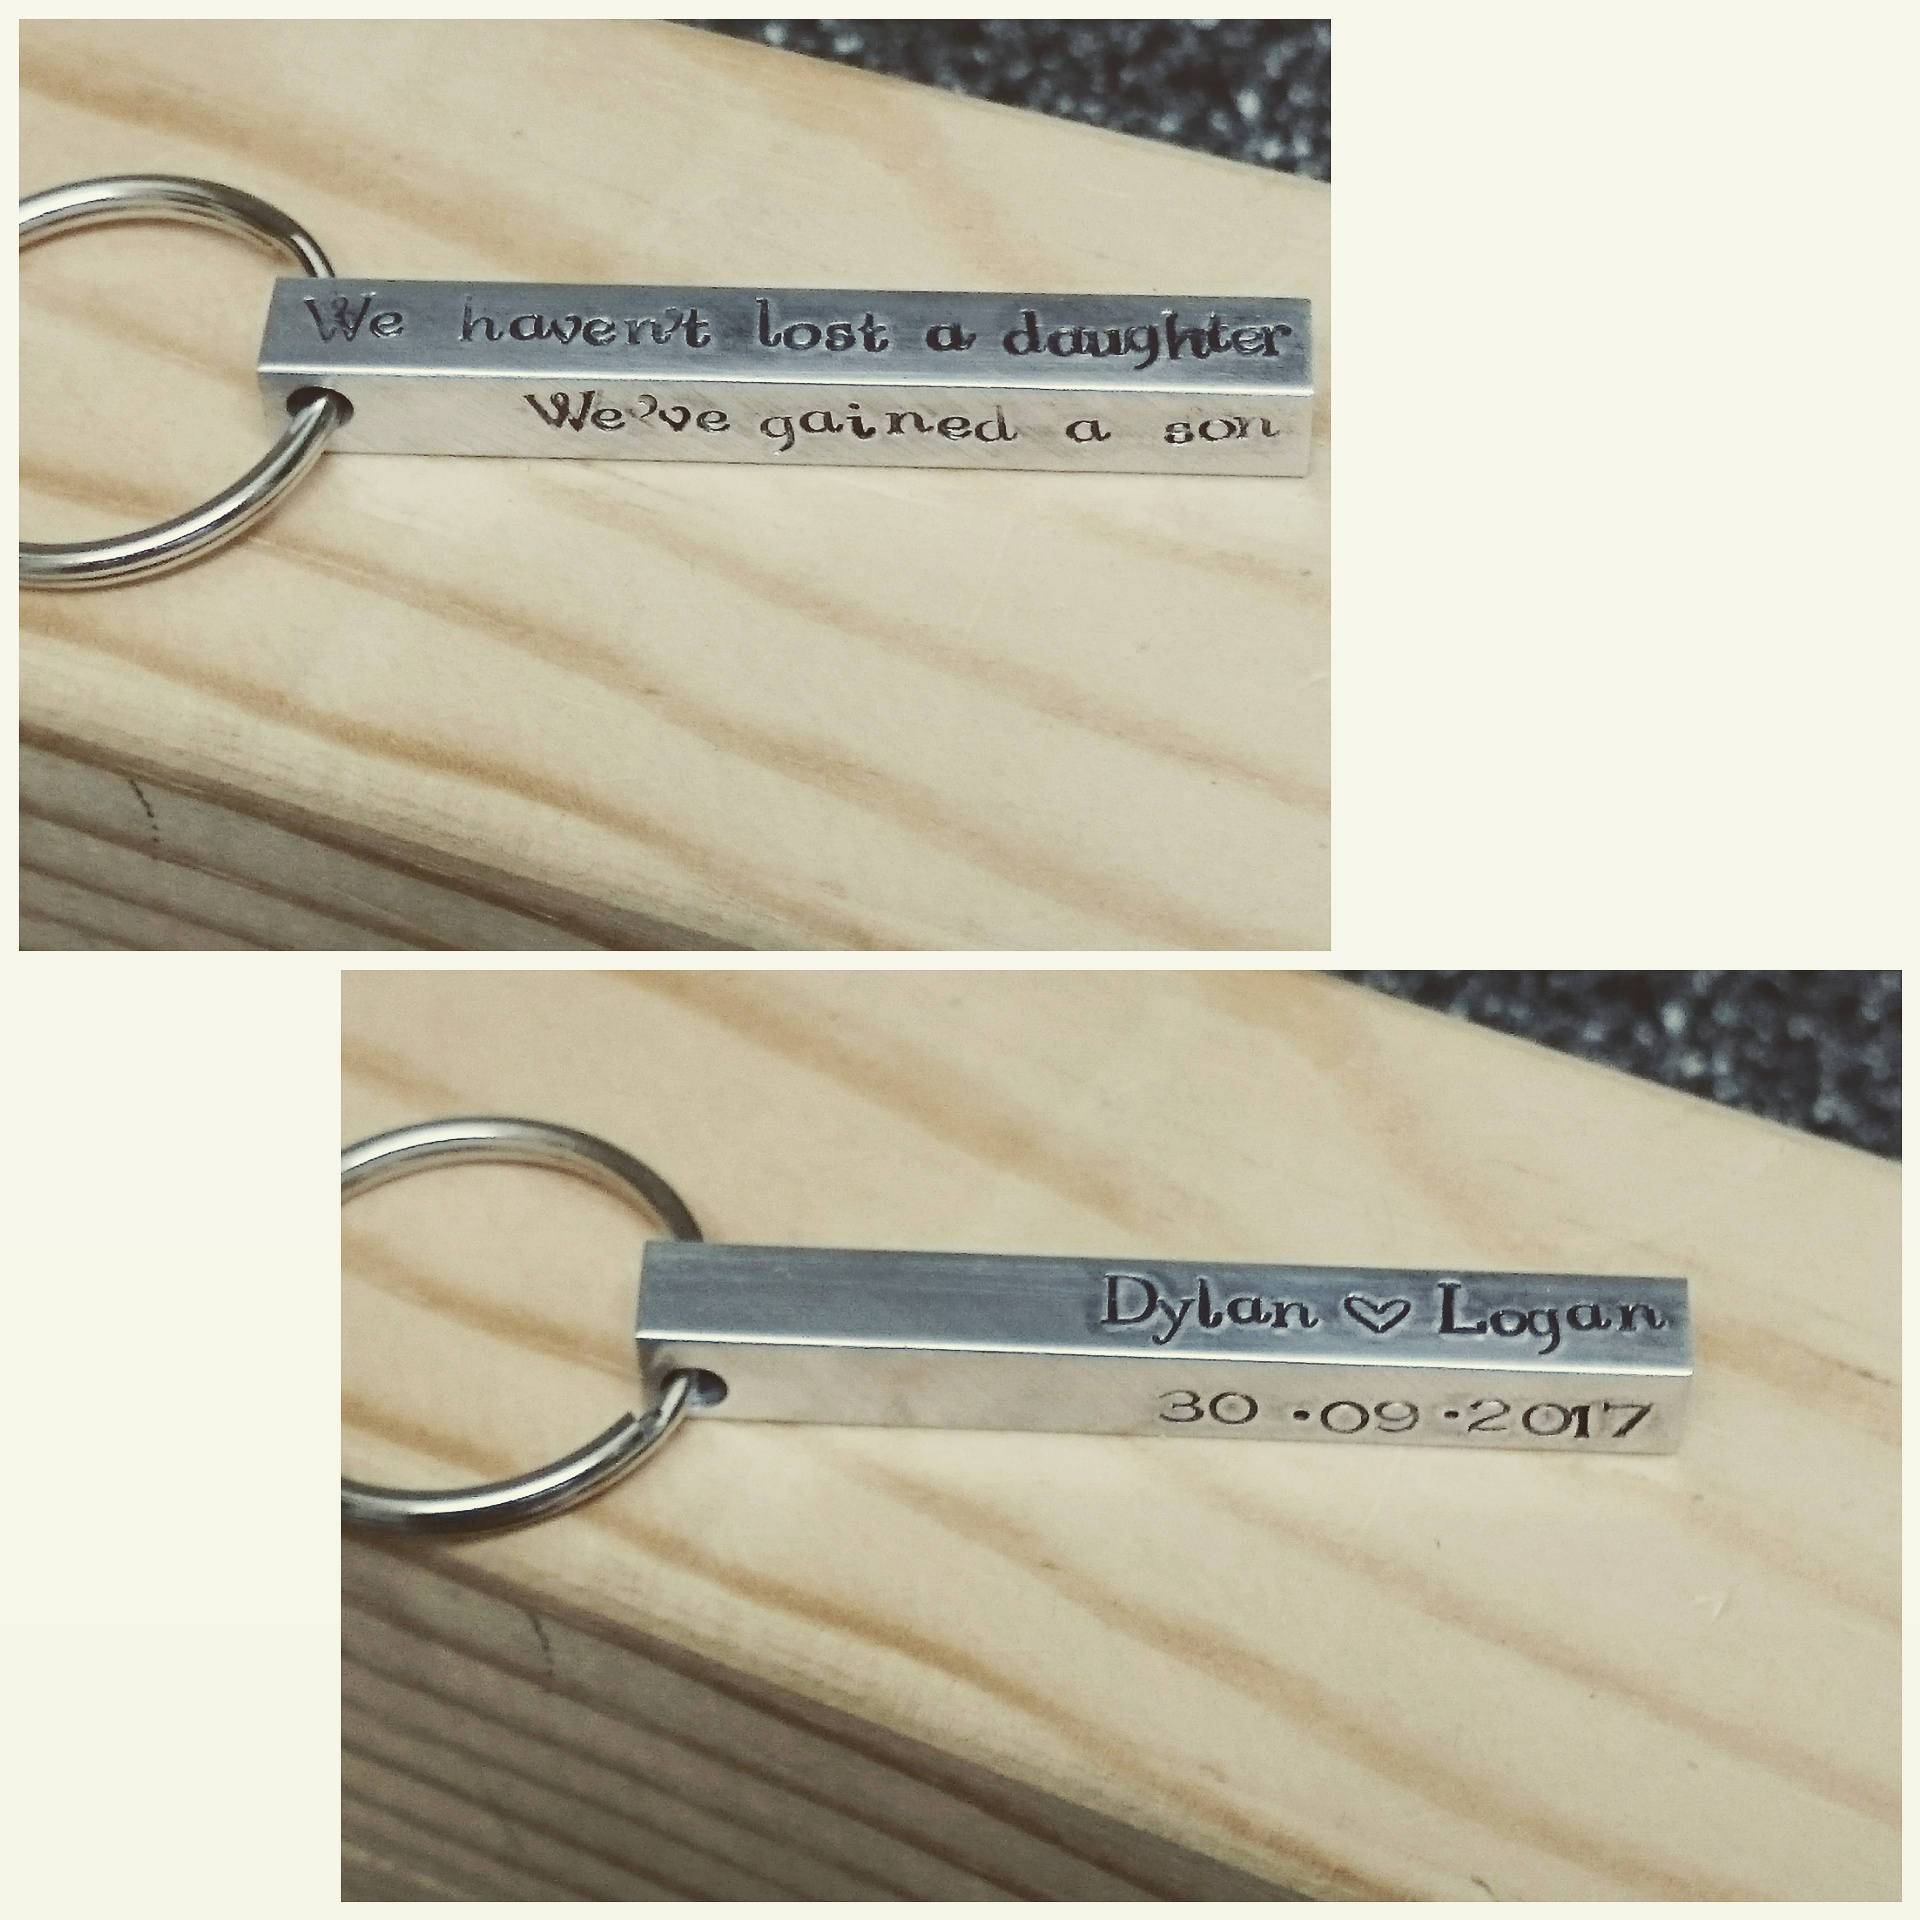 We haven't lost a daughter
We've gained a son
Dylan ♡ Logan
30 •09 •2017